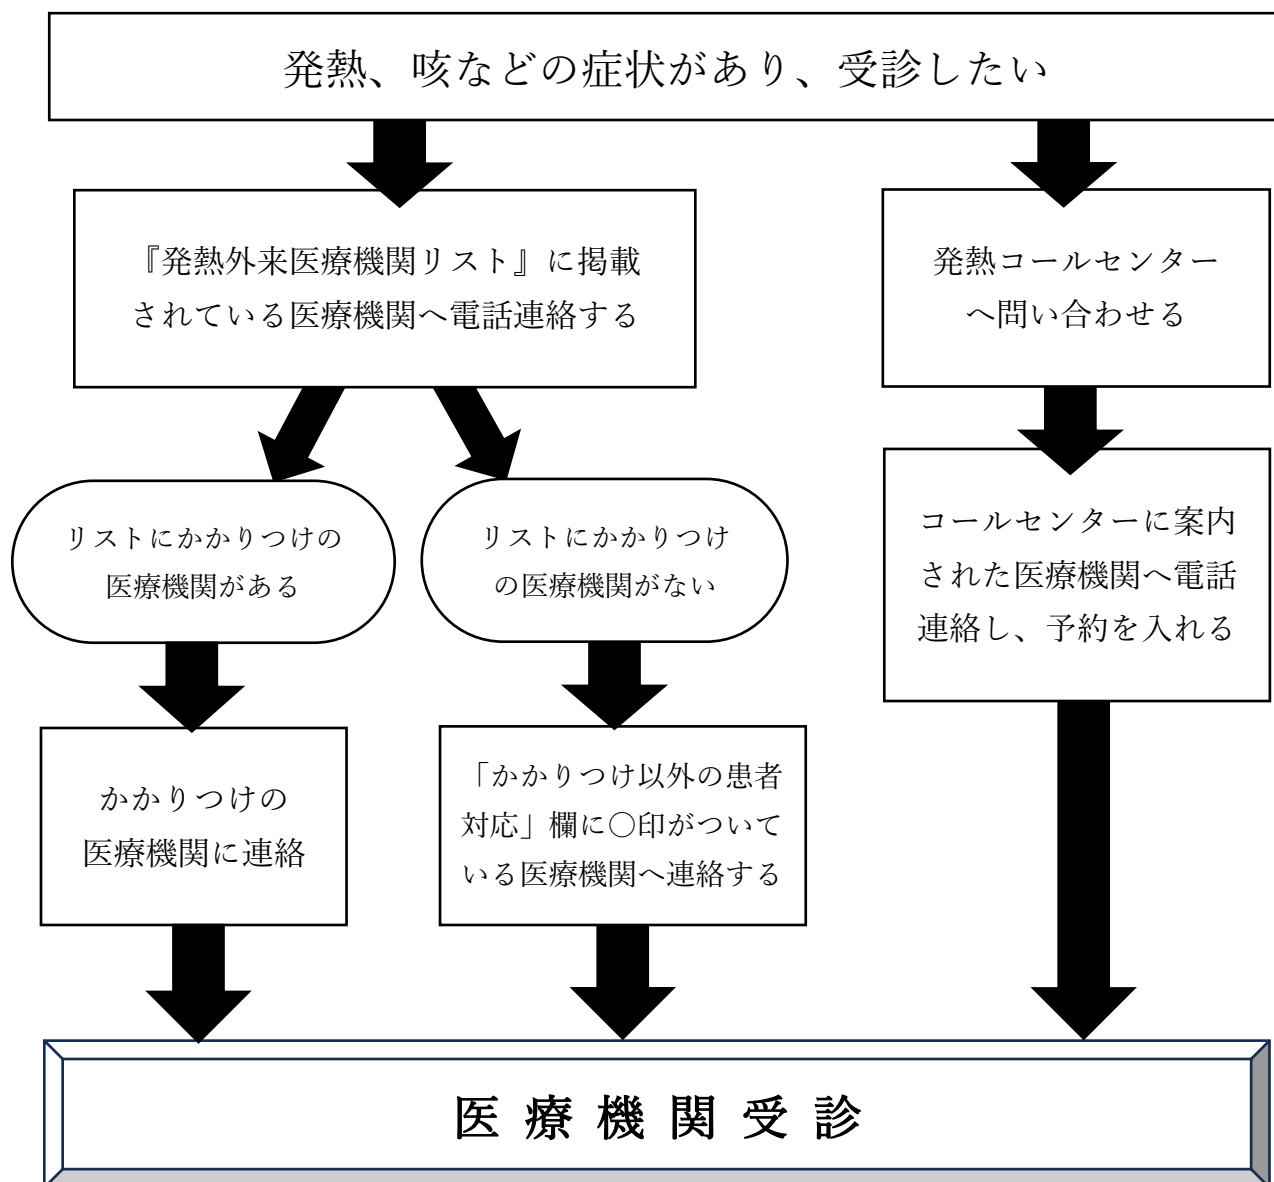 発熱、咳などの症状があり、受診したい
『発熱外来医療機関リスト』に掲載
されている医療機関へ電話連絡する
発熱コールセンター
へ問い合わせる
リストにかかりつけの
医療機関がある
リストにかかりつけ
の医療機関がない
コールセンターに案内
された医療機関へ電話
連絡し、予約を入れる
かかりつけの
医療機関に連絡
「かかりつけ以外の患者
対応」欄に〇印がついて
いる医療機関へ連絡する
医療機関受診